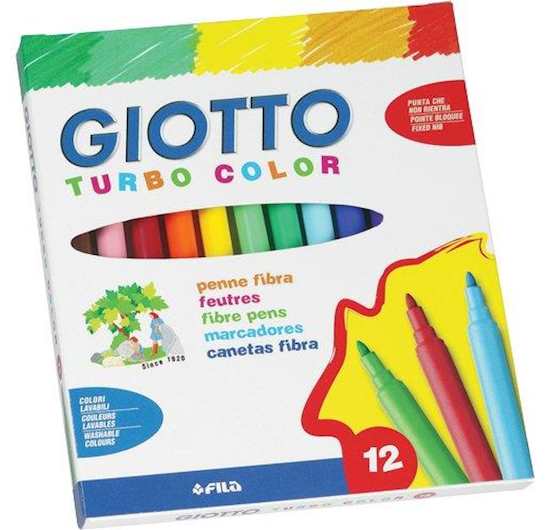 GIOTTO
TURBO COLOR
PUNTA CHE
NON RIENTRA
POINTE BLOQUEE
FIXED NIB
penne fibra
feutres
fibre pens
marcadores
canetas fibra
Since 1920
COLORI
LAVABILI
COULEURS
LAVABLES
WASHABLE
COLOURS
12
FILA
GIOTTO TURBO COLOR